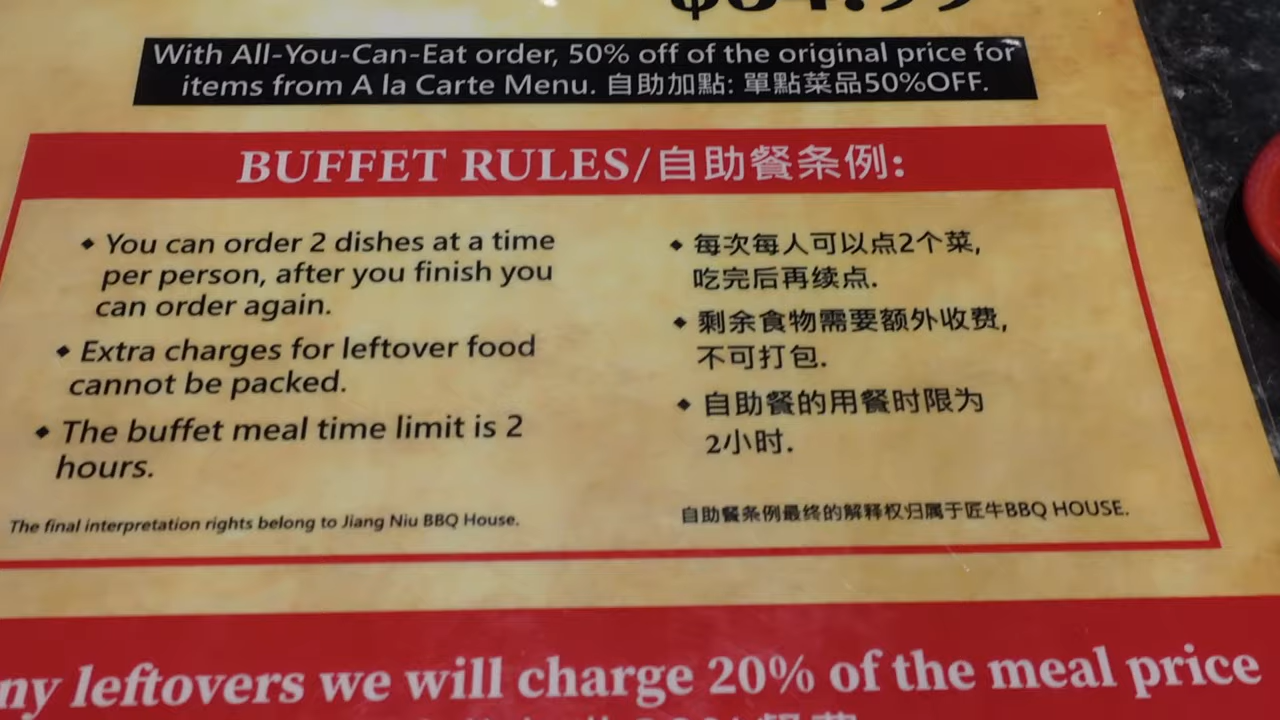 With All-You-Can-Eat order, 50% off of the original price for
items from A la Carte Menu. 自助加點: 單點菜品50%OFF.
BUFFET RULES/自助餐条例:
◆ You can order 2 dishes at a time
per person, after you finish you
can order again.
◆ Extra charges for leftover food
cannot be packed.
◆ The buffet meal time limit is 2
hours.
The final interpretation rights belong to Jiang Niu BBQ House.
◆ 每次每人可以点2个菜,
吃完后再续点.
◆ 剩余食物需要额外收费,
不可打包.
◆ 自助餐的用餐时限为
2小时.
自助餐条例最终的解释权归属于匠牛BBQ HOUSE.
ny leftovers we will charge 20% of the meal price